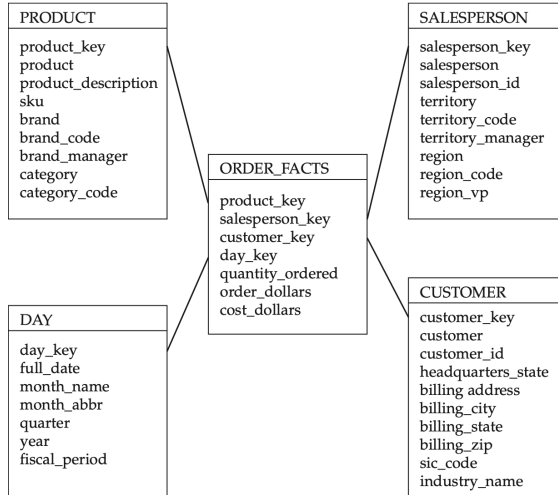 PRODUCT
product_key
product
product_description
sku
brand
brand_code
brand_manager
category
category_code
SALESPERSON
salesperson_key
salesperson
salesperson_id
territory
territory_code
territory_manager
region
region_code
region_vp
ORDER_FACTS
product_key
salesperson_key
customer_key
day_key
quantity_ordered
order_dollars
cost_dollars
DAY
day_key
full_date
month_name
month_abbr
quarter
year
fiscal_period
CUSTOMER
customer_key
customer
customer_id
headquarters_state
billing address
billing_city
billing_state
billing_zip
sic_code
industry_name